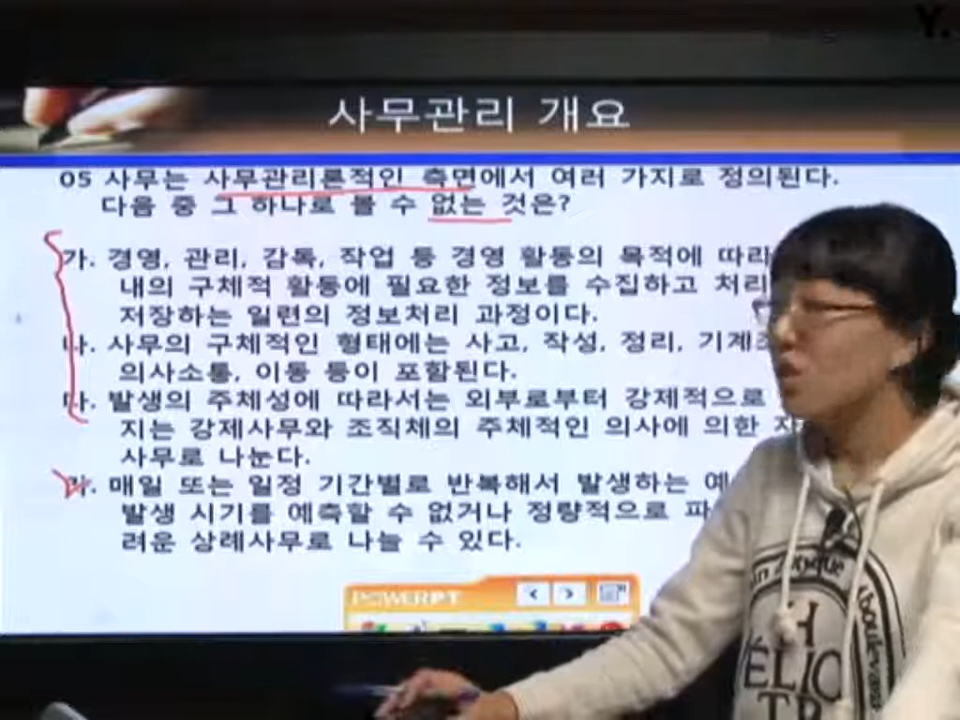 Y.
사무관리 개요
05 사무는 사무관리론적인 측면에서 여러 가지로 정의된다.
다음 중 그 하나로 볼 수 없는 것은?
가. 경영, 관리, 감독, 작업 등 경영 활동의 목적에 따라
내의 구체적 활동에 필요한 정보를 수집하고 처리
저장하는 일련의 정보처리 과정이다.
나. 사무의 구체적인 형태에는 사고, 작성, 정리, 기계조
의사소통, 이동 등이 포함된다.
다. 발생의 주체성에 따라서는 외부로부터 강제적으로
지는 강제사무와 조직체의 주체적인 의사에 의한 자
사무로 나눈다.
라. 매일 또는 일정 기간별로 반복해서 발생하는 예
발생 시기를 예측할 수 없거나 정량적으로 파
려운 상례사무로 나눌 수 있다.
POWERPT
H
HÉLIO